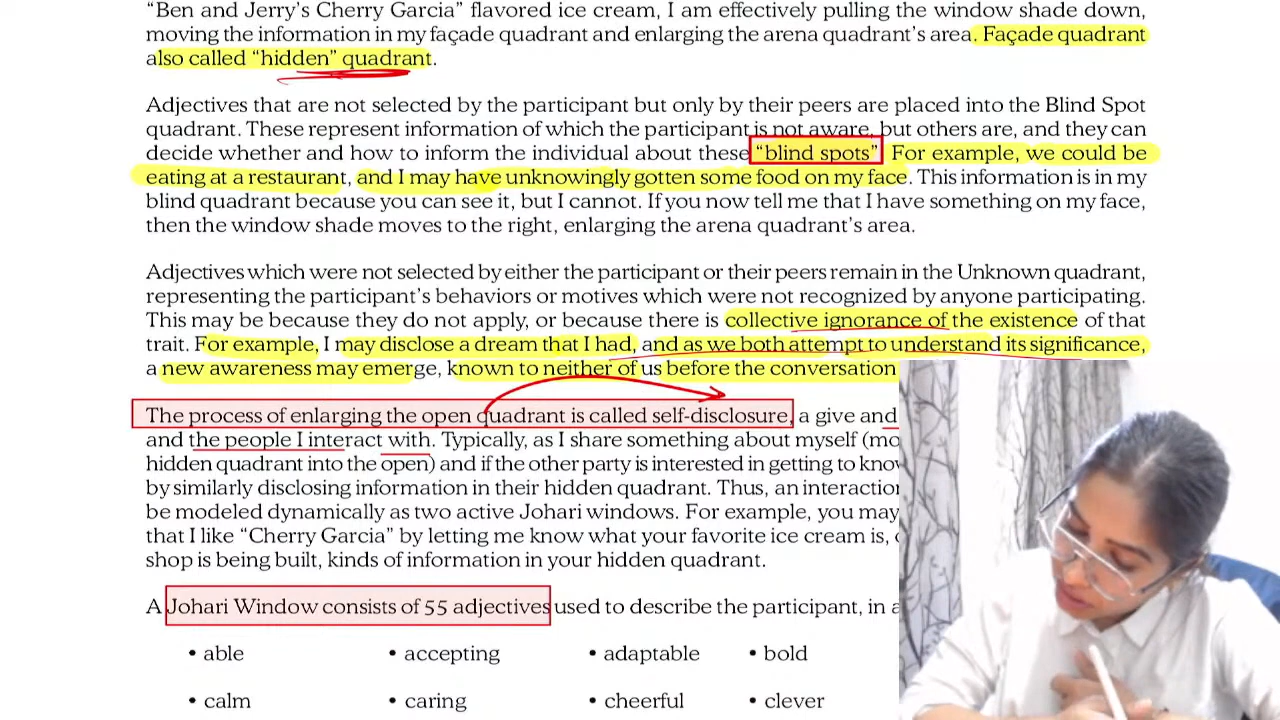 “Ben and Jerry’s Cherry Garcia” flavored ice cream, I am effectively pulling the window shade down,
moving the information in my façade quadrant and enlarging the arena quadrant’s area. Façade quadrant
also called “hidden” quadrant.
Adjectives that are not selected by the participant but only by their peers are placed into the Blind Spot
quadrant. These represent information of which the participant is not aware, but others are, and they can
decide whether and how to inform the individual about these “blind spots” For example, we could be
eating at a restaurant, and I may have unknowingly gotten some food on my face. This information is in my
blind quadrant because you can see it, but I cannot. If you now tell me that I have something on my face,
then the window shade moves to the right, enlarging the arena quadrant’s area.
Adjectives which were not selected by either the participant or their peers remain in the Unknown quadrant,
representing the participant’s behaviors or motives which were not recognized by anyone participating.
This may be because they do not apply, or because there is collective ignorance of the existence of that
trait. For example, I may disclose a dream that I had, and as we both attempt to understand its significance,
a new awareness may emerge, known to neither of us before the conversation
The process of enlarging the open quadrant is called self-disclosure, a give and
and the people I interact with. Typically, as I share something about myself (mo
hidden quadrant into the open) and if the other party is interested in getting to know
by similarly disclosing information in their hidden quadrant. Thus, an interaction
be modeled dynamically as two active Johari windows. For example, you may
that I like “Cherry Garcia” by letting me know what your favorite ice cream is,
shop is being built, kinds of information in your hidden quadrant.
A Johari Window consists of 55 adjectives used to describe the participant, in a
• able • accepting • adaptable • bold
• calm • caring • cheerful • clever